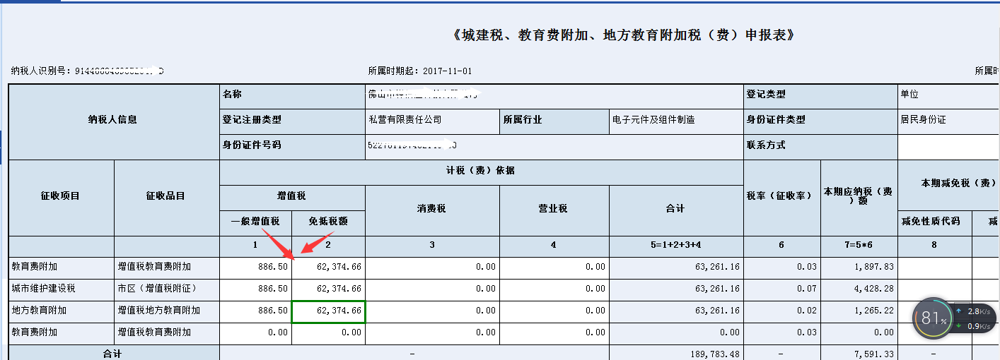 《城建税、教育费附加、地方教育附加税（费）申报表》
纳税人识别号： 所属时期起：2017-11-01 所属时
纳税人信息 名称 佛山市 登记类型 单位
登记注册类型 私营有限责任公司 所属行业 电子元件及组件制造 身份证件类型 居民身份证
身份证件号码 联系方式
征收项目 征收品目 计税（费）依据 税率（征收率） 本期应纳税（费）额 本期减免税（费）
增值税 消费税 营业税 合计
一般增值税 免抵税额 减免性质代码 减
1 2 3 4 5=1+2+3+4 6 7=5*6 8
教育费附加 增值税教育费附加 886.50 62,374.66 0.00 0.00 63,261.16 0.03 1,897.83
城市维护建设税 市区（增值税附征） 886.50 62,374.66 0.00 0.00 63,261.16 0.07 4,428.28
地方教育附加 增值税地方教育附加 886.50 62,374.66 0.00 0.00 63,261.16 0.02 1,265.22
教育费附加 增值税教育费附加 0.00 0.00 0.00 0.00 0.00 0.03 0.00
合计 － 189,783.48 － 7,591.33 －
81%
2.8K/s
0.9K/s